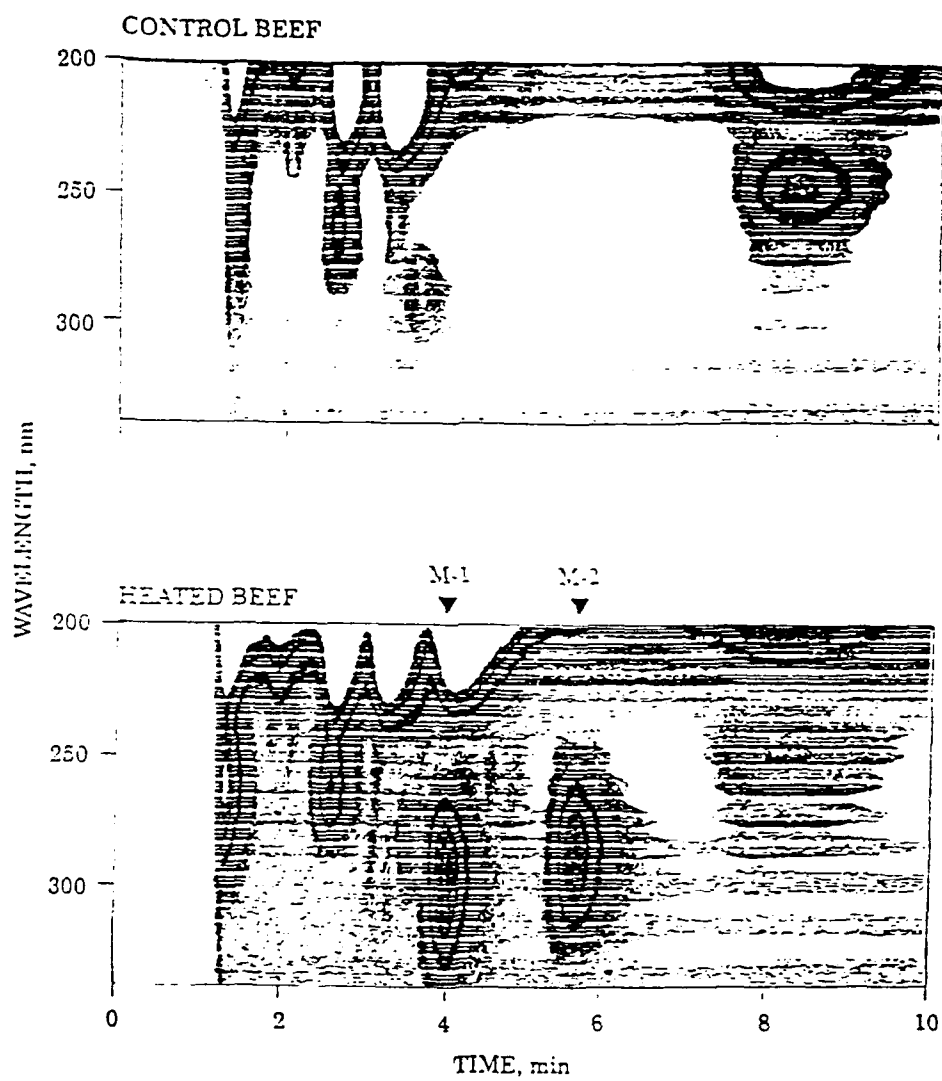 CONTROL BEEF
200
250
300
WAVELENGTH, nm
M-1 M-2
HEATED BEEF
200
250
300
0 2 4 6 8 10
TIME, min